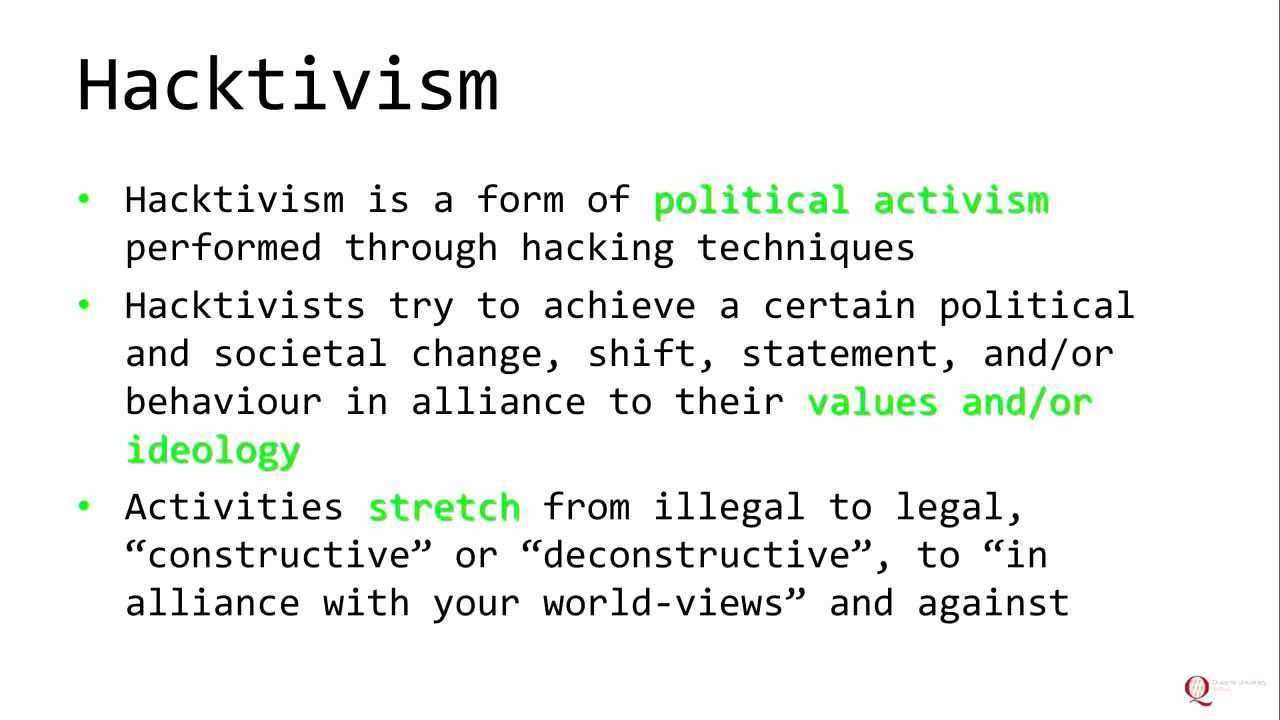 Hacktivism
• Hacktivism is a form of political activism
performed through hacking techniques
• Hacktivists try to achieve a certain political
and societal change, shift, statement, and/or
behaviour in alliance to their values and/or
ideology
• Activities stretch from illegal to legal,
“constructive” or “deconstructive”, to “in
alliance with your world-views” and against
Queen's University